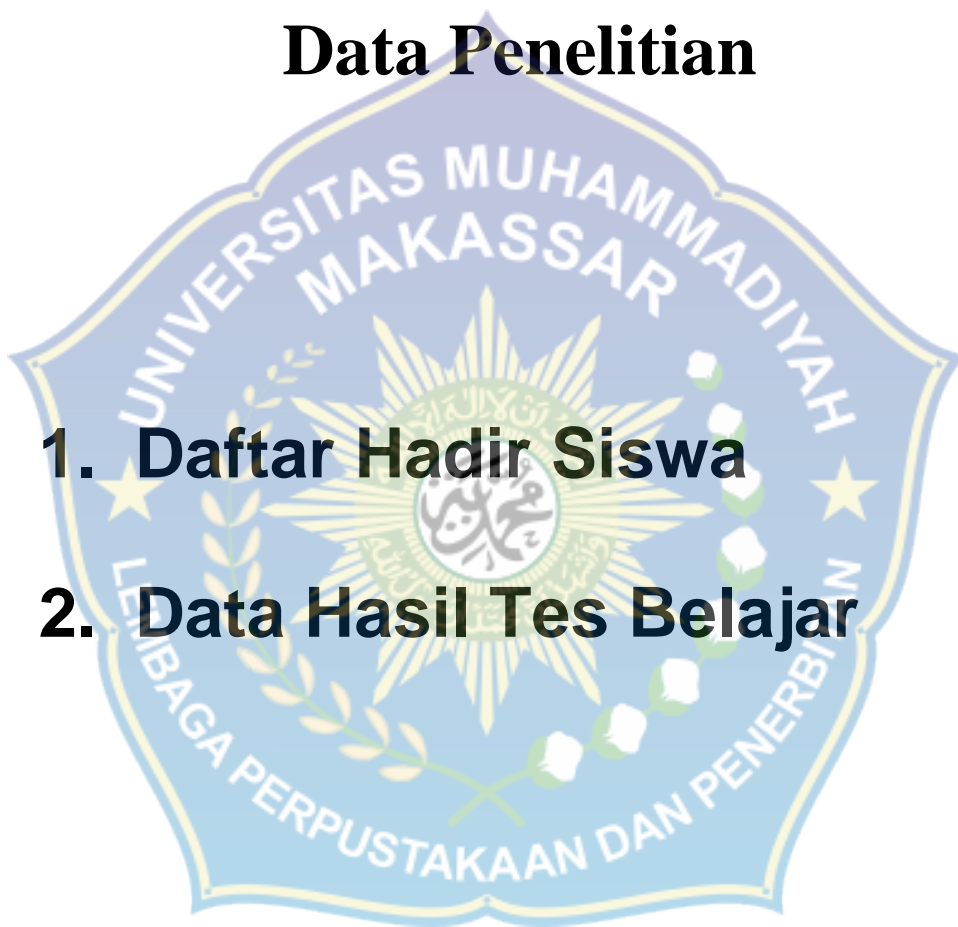 Data Penelitian
UNIVERSITAS MUHAMMADIYAH
MAKASSAR
1. Daftar Hadir Siswa
2. Data Hasil Tes Belajar
LEMBAGA PERPUSTAKAAN DAN PENERBITAN